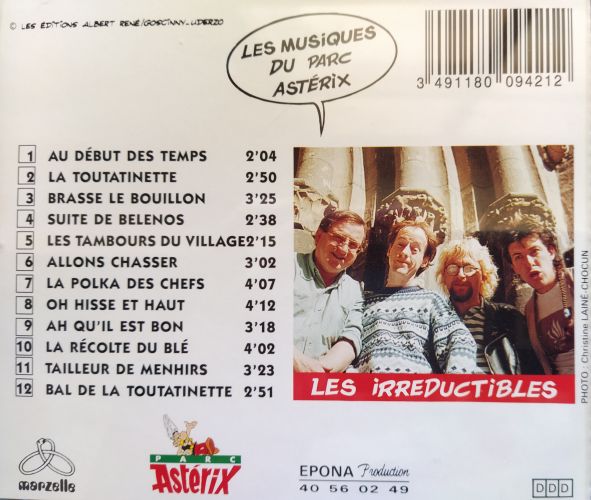 © LES ÉDITIONS ALBERT RENÉ/GOSCINNY-UDERZO
LES MUSIQUES
DU PARC
ASTÉRIX
3 491180 094212
1 AU DÉBUT DES TEMPS 2'04
2 LA TOUTATINETTE 2'50
3 BRASSE LE BOUILLON 3'25
4 SUITE DE BELENOS 2'38
5 LES TAMBOURS DU VILLAGE 2'15
6 ALLONS CHASSER 3'02
7 LA POLKA DES CHEFS 4'07
8 OH HISSE ET HAUT 4'12
9 AH QU'IL EST BON 3'18
10 LA RÉCOLTE DU BLÉ 4'02
11 TAILLEUR DE MENHIRS 3'23
12 BAL DE LA TOUTATINETTE 2'51
LES IRREDUCTIBLES
PHOTO : Christine LAINÉ-CHOCUN
marzelle
PARC
Astérix
EPONA Production
40 56 02 49
DDD